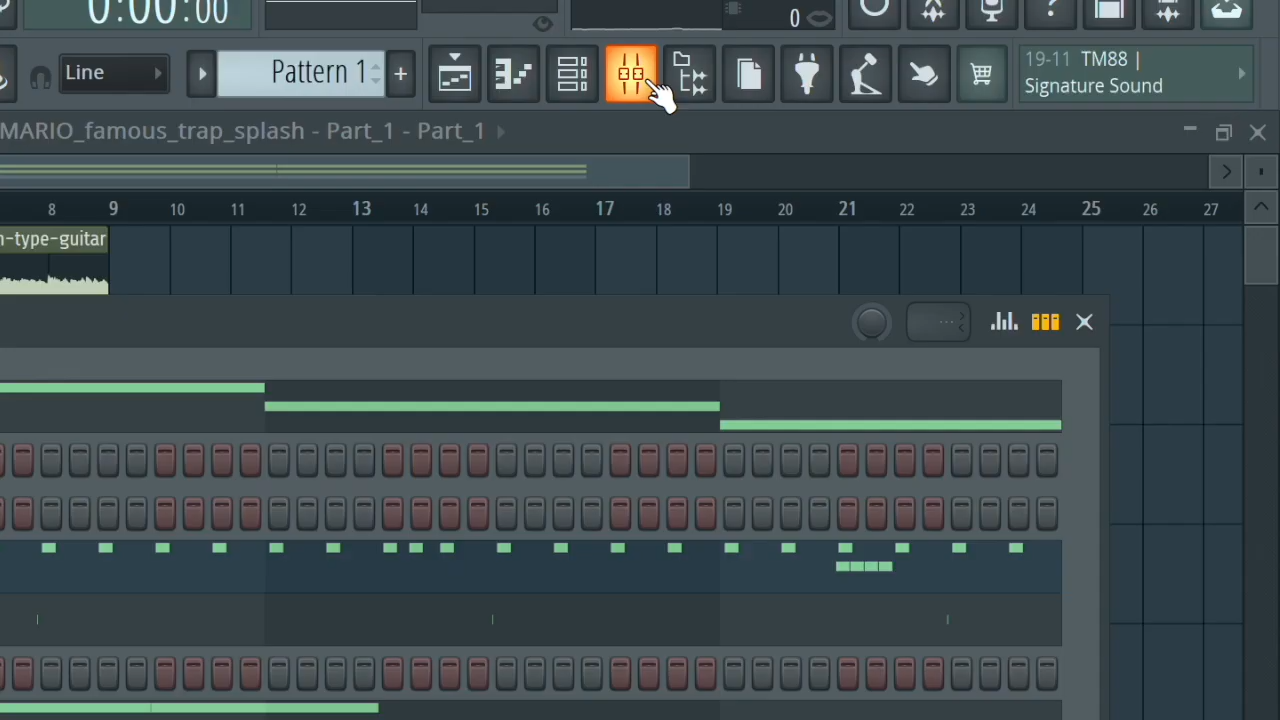 0:00:00
0
Line
Pattern 1
+
19-11 TM88 |
Signature Sound
MARIO_famous_trap_splash - Part_1 - Part_1
8 9 10 11 12 13 14 15 16 17 18 19 20 21 22 23 24 25 26 27
n-type-guitar
---